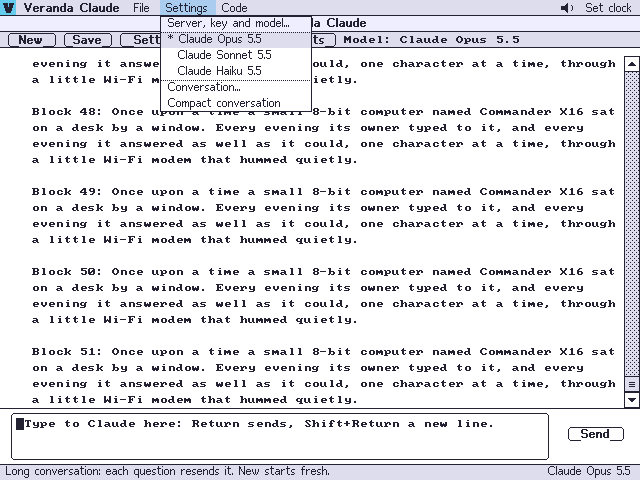 V Veranda Claude File Settings Code Set clock
Server, key and model...
* Claude Opus 5.5
Claude Sonnet 5.5
Claude Haiku 5.5
Conversation...
Compact conversation
da Claude
New Save Sett ts Model: Claude Opus 5.5
evening it answe a time, through
a little Wi-Fi m
Block 48: Once upon a time a small 8-bit computer named Commander X16 sat
on a desk by a window. Every evening its owner typed to it, and every
evening it answered as well as it could, one character at a time, through
a little Wi-Fi modem that hummed quietly.
Block 49: Once upon a time a small 8-bit computer named Commander X16 sat
on a desk by a window. Every evening its owner typed to it, and every
evening it answered as well as it could, one character at a time, through
a little Wi-Fi modem that hummed quietly.
Block 50: Once upon a time a small 8-bit computer named Commander X16 sat
on a desk by a window. Every evening its owner typed to it, and every
evening it answered as well as it could, one character at a time, through
a little Wi-Fi modem that hummed quietly.
Block 51: Once upon a time a small 8-bit computer named Commander X16 sat
on a desk by a window. Every evening its owner typed to it, and every
evening it answered as well as it could, one character at a time, through
a little Wi-Fi modem that hummed quietly.
Type to Claude here: Return sends, Shift+Return a new line.
Send
Long conversation: each question resends it. New starts fresh. Claude Opus 5.5